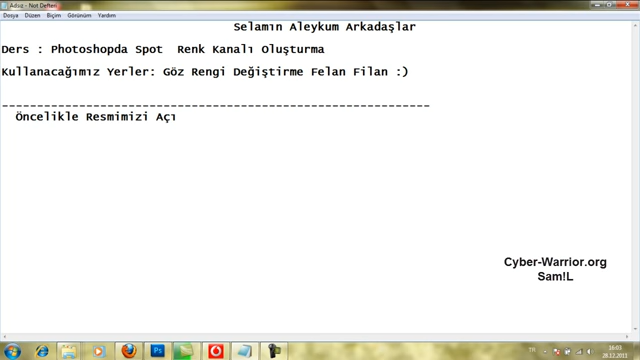 Adsız - Not Defteri
Dosya Düzen Biçim Görünüm Yardım
Selamın Aleykum Arkadaşlar
Ders : Photoshopda Spot Renk Kanalı Oluşturma
Kullanacağımız Yerler: Göz Rengi Değiştirme Felan Filan :)
--------------------------------------------------------------
Öncelikle Resmimizi Açı
Cyber-Warrior.org
Sam!L
TR
16:03
28.12.2011